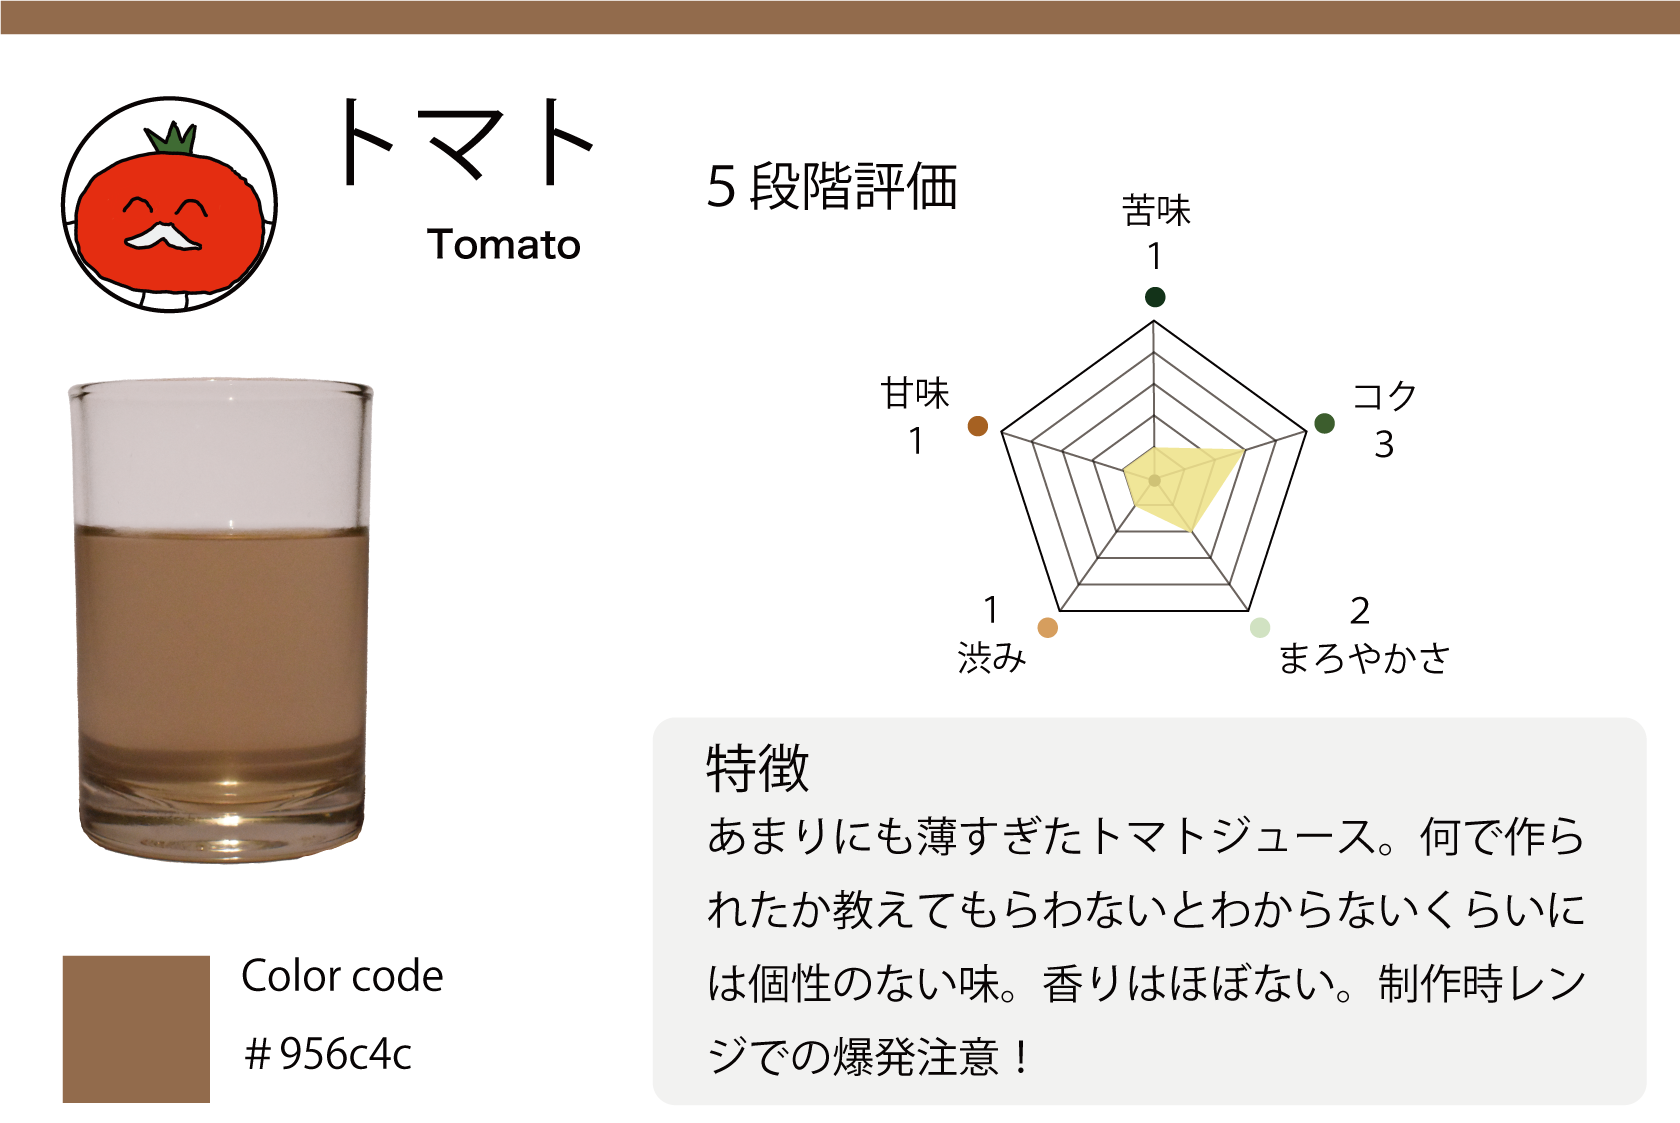 トマト
Tomato
5段階評価
苦味
1
甘味
1
コク
3
1
渋み
2
まろやかさ
特徴
あまりにも薄すぎたトマトジュース。何で作ら
れたか教えてもらわないとわからないくらいに
は個性のない味。香りはほぼない。制作時レン
ジでの爆発注意！
Color code
＃956c4c